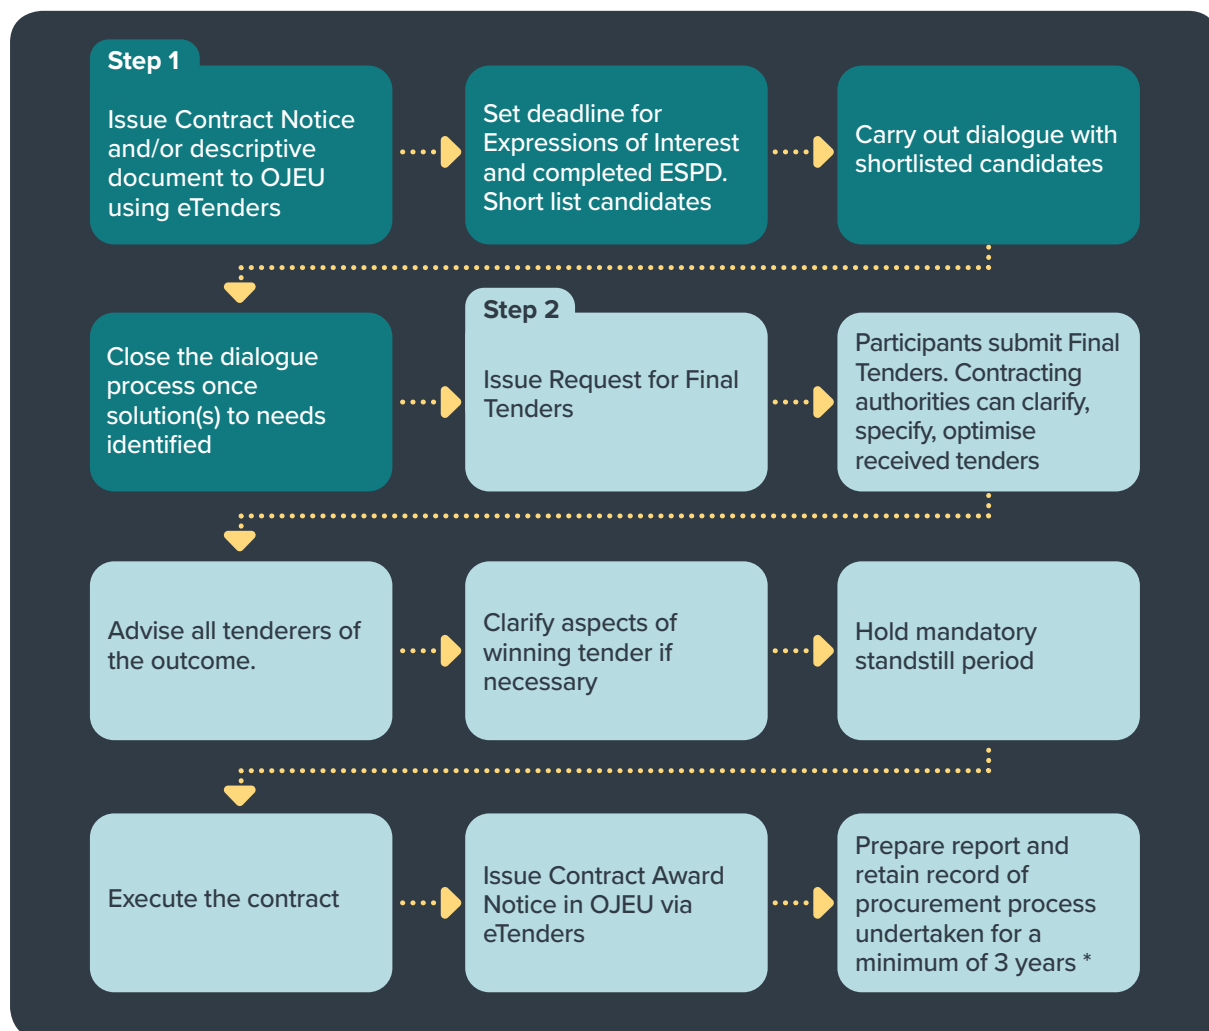 Step 1
Issue Contract Notice
and/or descriptive
document to OJEU
using eTenders
Set deadline for
Expressions of Interest
and completed ESPD.
Short list candidates
Carry out dialogue with
shortlisted candidates
Close the dialogue
process once
solution(s) to needs
identified
Step 2
Issue Request for Final
Tenders
Participants submit Final
Tenders. Contracting
authorities can clarify,
specify, optimise
received tenders
Advise all tenderers of
the outcome.
Clarify aspects of
winning tender if
necessary
Hold mandatory
standstill period
Execute the contract
Issue Contract Award
Notice in OJEU via
eTenders
Prepare report and
retain record of
procurement process
undertaken for a
minimum of 3 years *